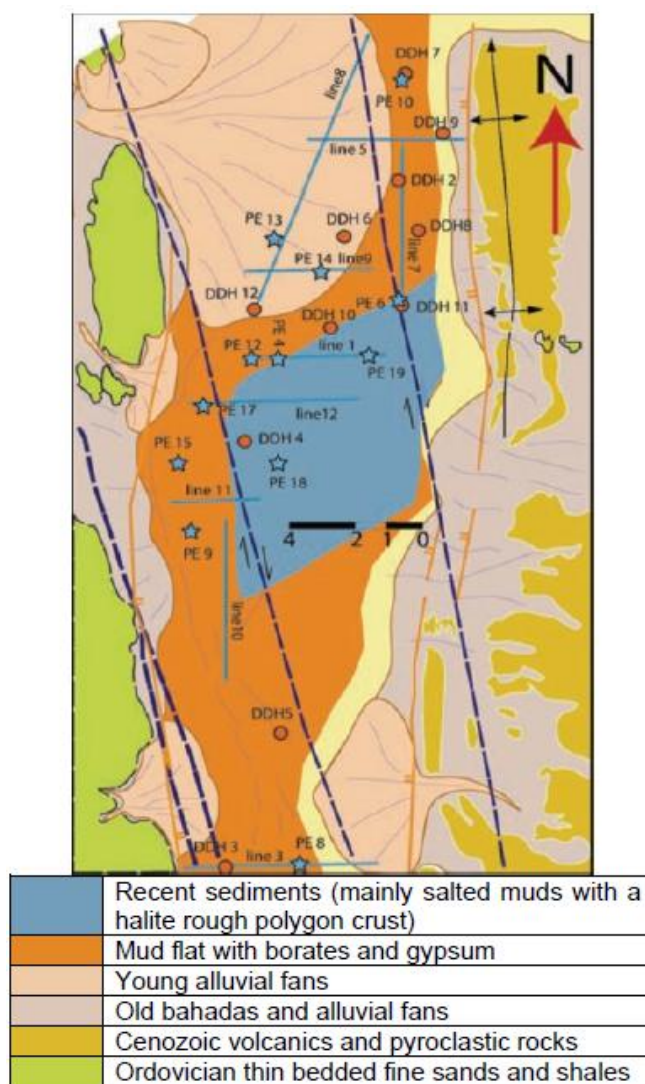 DDH 7
line8
PE 10
N
DDH 9
line 5
DDH 2
PE 13
DDH 6
DDH8
PE 14
line9
line 7
DDH 12
PE 6
DDH 11
DDH 10
PE 4
PE 12
line 1
PE 19
PE 17
line12
DDH 4
PE 15
PE 18
line 11
4
2
1
0
PE 9
line10
DDH5
DDH 3
line 3
PE 8
Recent sediments (mainly salted muds with a
halite rough polygon crust)
Mud flat with borates and gypsum
Young alluvial fans
Old bahadas and alluvial fans
Cenozoic volcanics and pyroclastic rocks
Ordovician thin bedded fine sands and shales